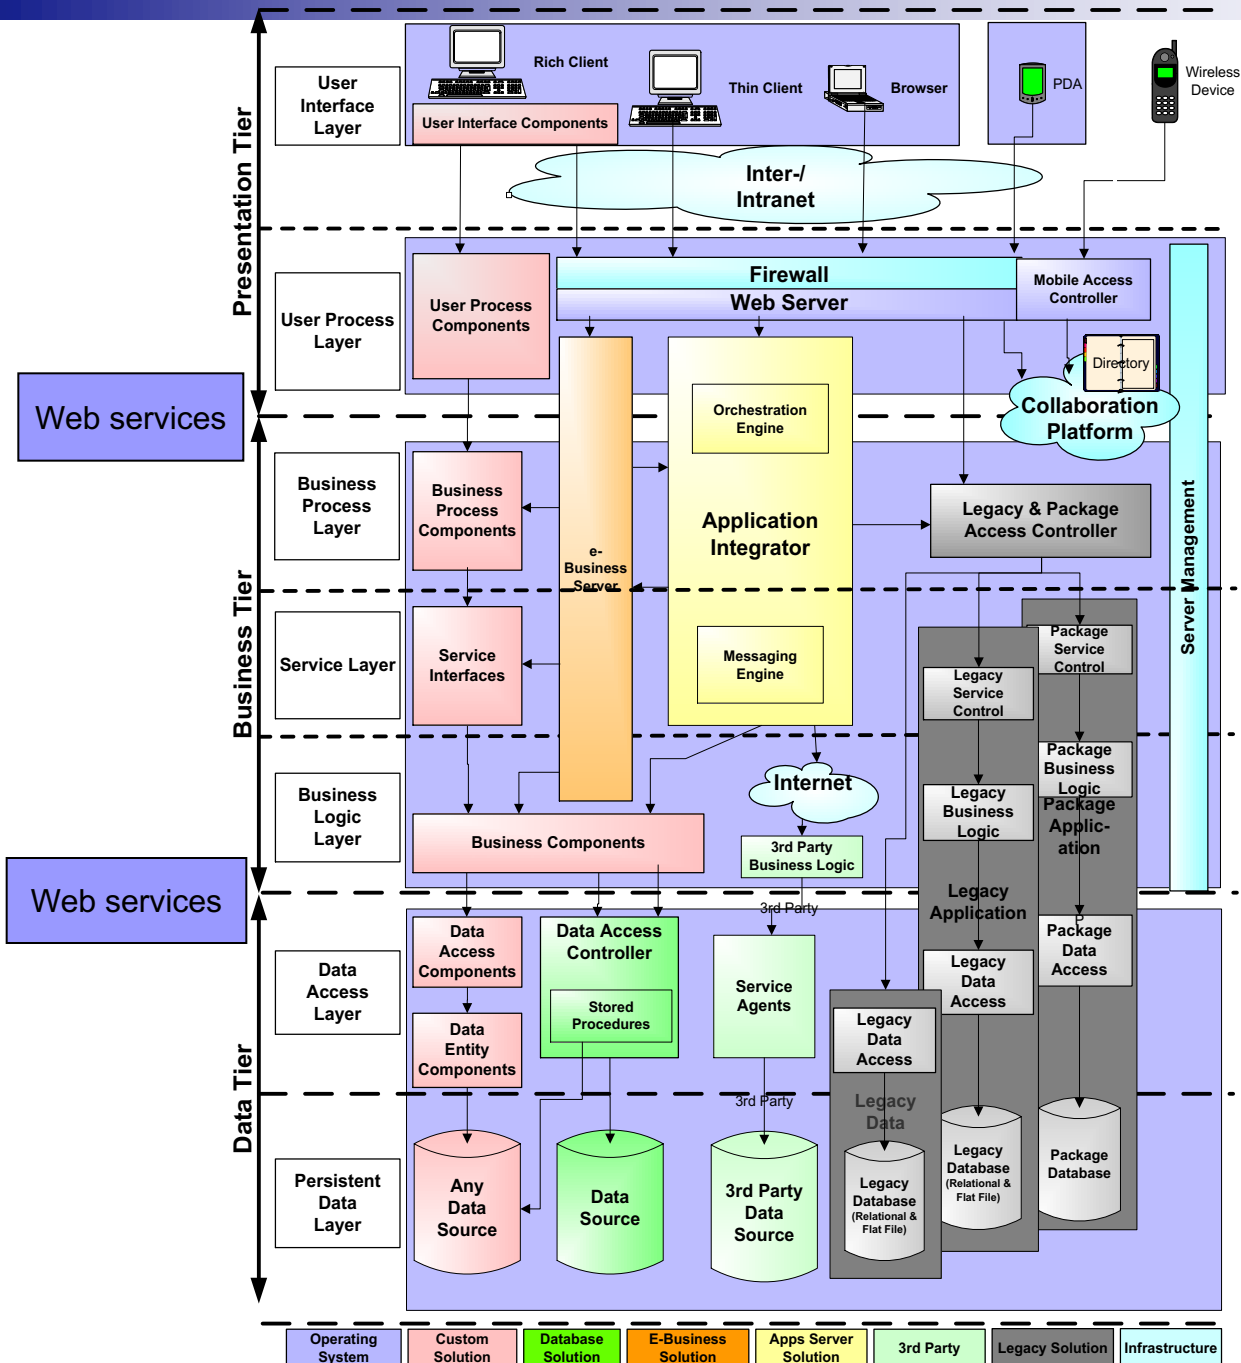 Presentation Tier
Business Tier
Data Tier
Web services
Web services
User
Interface
Layer
Rich Client
User Interface Components
Thin Client
Browser
PDA
Wireless
Device
Inter-/
Intranet
User Process
Layer
User Process
Components
Firewall
Web Server
Mobile Access
Controller
Directory
Collaboration
Platform
Server Management
Orchestration
Engine
Business
Process
Layer
Business
Process
Components
e-
Business
Server
Application
Integrator
Legacy & Package
Access Controller
Service Layer
Service
Interfaces
Messaging
Engine
Legacy
Service
Control
Package
Service
Control
Business
Logic
Layer
Business Components
Internet
3rd Party
Business Logic
Legacy
Business
Logic
Package
Business
Logic
Package
Applic-
ation
Legacy
Application
3rd Party
Data
Access
Layer
Data
Access
Components
Data
Entity
Components
Data Access
Controller
Stored
Procedures
Service
Agents
Legacy
Data
Access
Legacy
Data
Access
P
Package
Data
Access
3rd Party
Legacy
Data
Persistent
Data
Layer
Any
Data
Source
Data
Source
3rd Party
Data
Source
Legacy
Database
(Relational &
Flat File)
Legacy
Database
(Relational &
Flat File)
Package
Database
Operating
System
Custom
Solution
Database
Solution
E-Business
Solution
Apps Server
Solution
3rd Party
Legacy Solution
Infrastructure